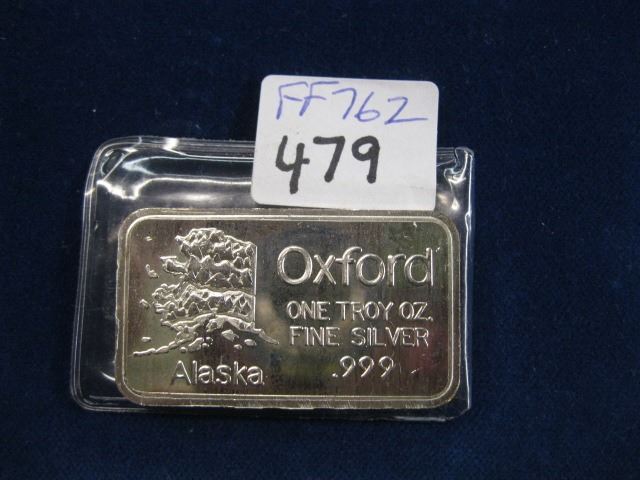 FF762
479
Oxford
ONE TROY OZ.
FINE SILVER
.999
Alaska